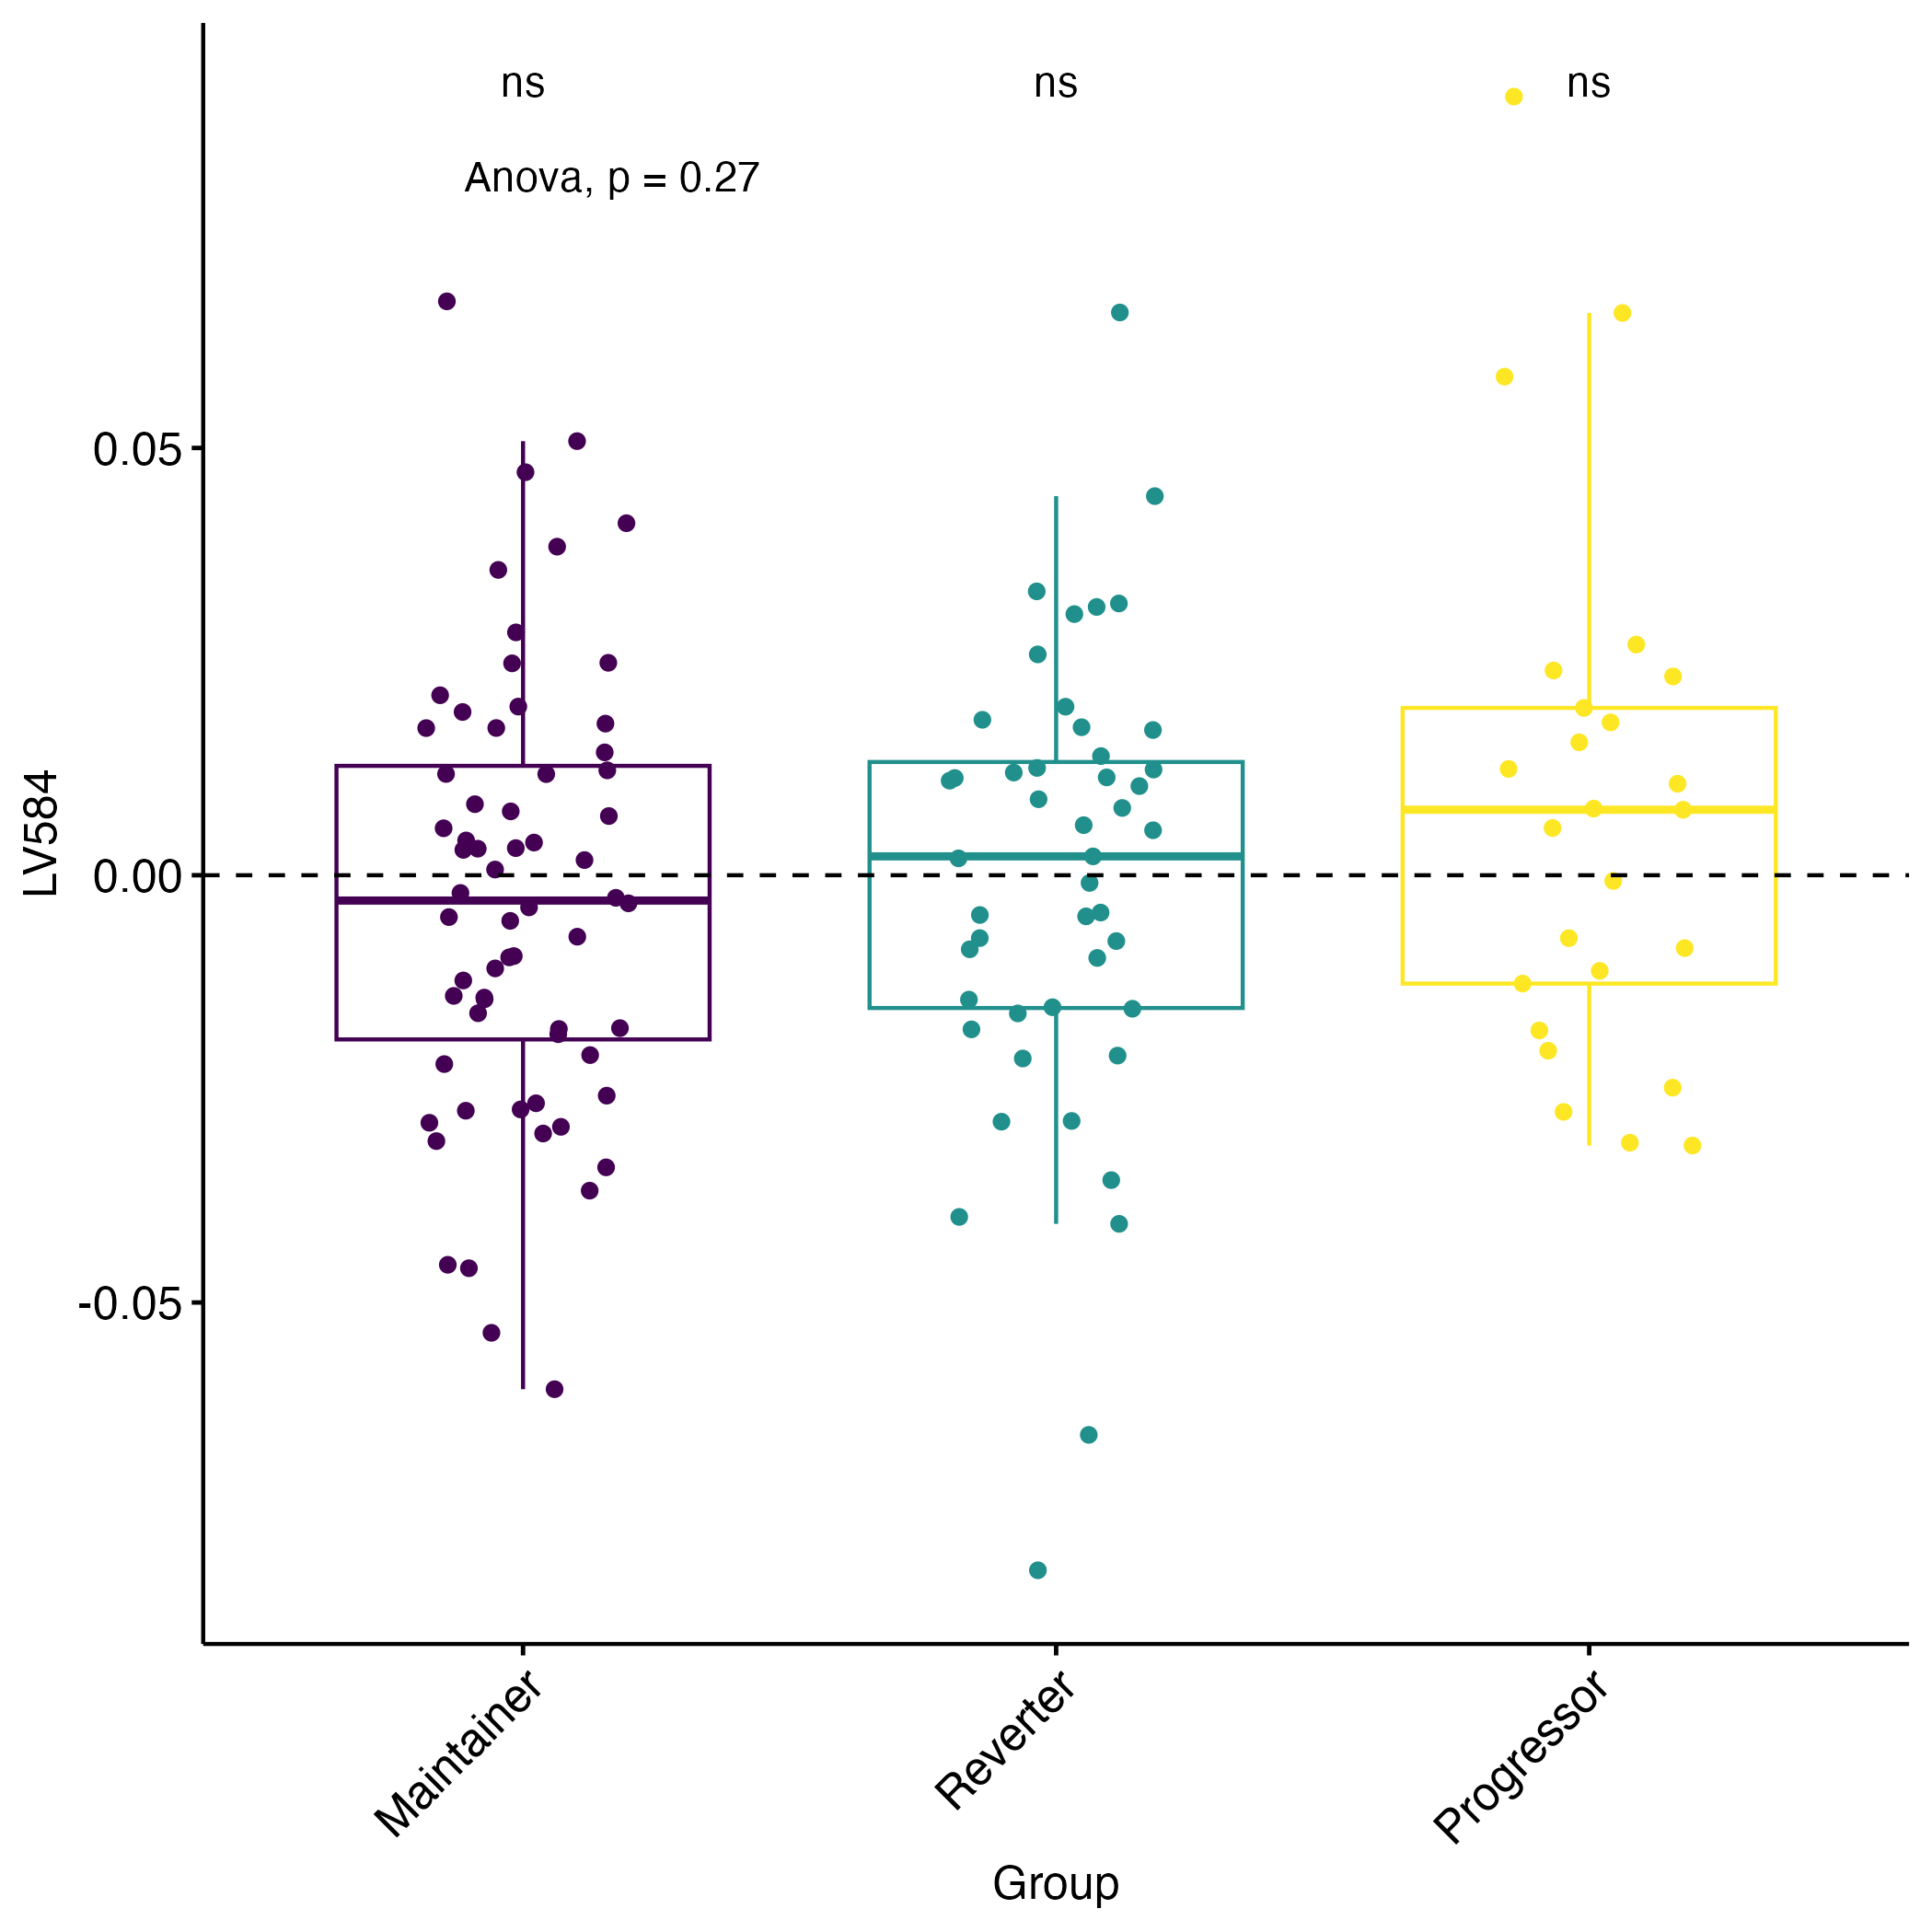 ns ns ns
Anova, p = 0.27
0.05
0.00
-0.05
LV584
Maintainer Reverter Progressor
Group